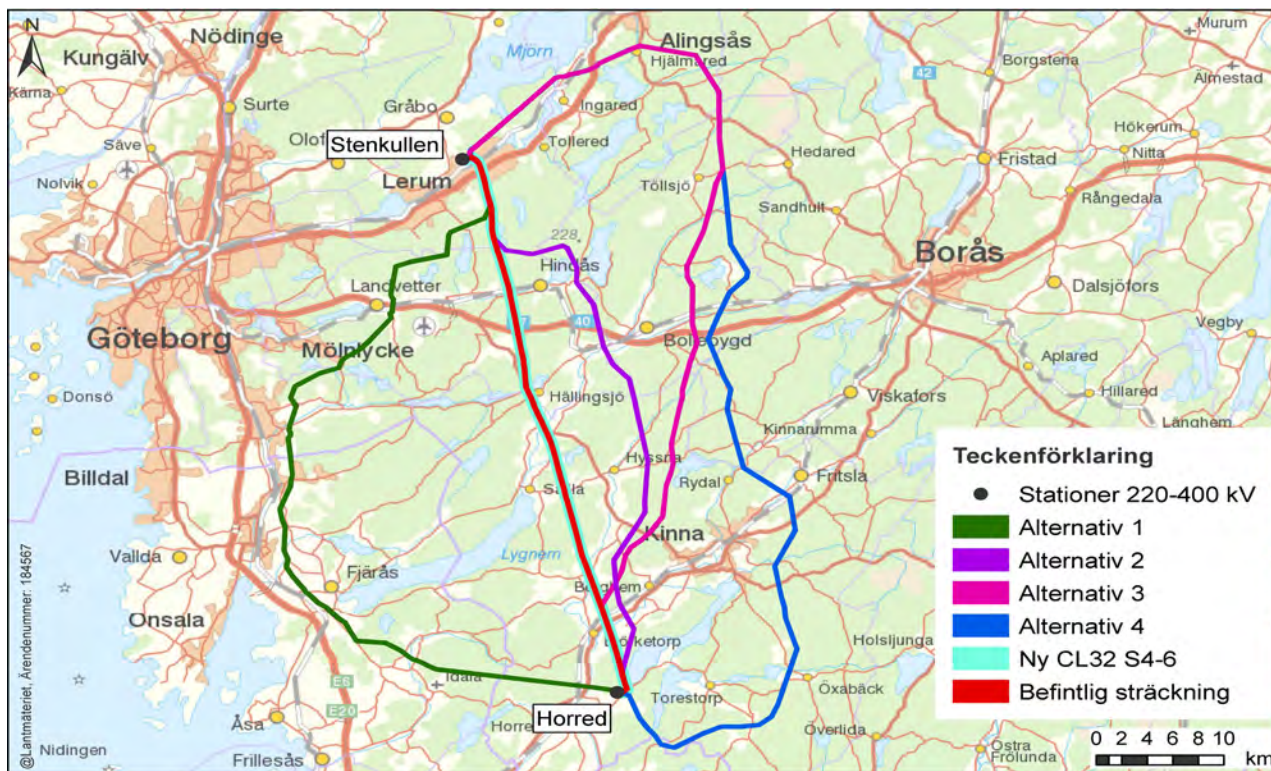 N
Kungälv
Nödinge
Mjörn
Alingsås
Hjälmared
Murum
Borgstena
Almestad
42
Kärna
Surte
Gråbo
Ingared
Stenkullen
Tollered
Hökerum
Säve
Hedared
Fristad
Nitta
Nolvik
Lerum
Töllsjö
Rångedala
Sandhult
228
Borås
Hindås
Landvetter
Dalsjöfors
40
Göteborg
Mölnlycke
Bollebygd
Vegby
Aplared
Donsö
Hällingsjö
Viskafors
Hillared
Kinnarumma
Länghem
Billdal
Hyssna
Rydal
Fritsla
Kinna
Lygnern
Vallda
Fjärås
Berghem
Onsala
Björketorp
Holsljunga
Idala
Torestorp
Öxabäck
Horred
E6
E20
Åsa
Överlida
Nidingen
Frillesås
Östra
Frölunda
@Lantmäteriet, Ärendenummer: 184567
Teckenförklaring
Stationer 220-400 kV
Alternativ 1
Alternativ 2
Alternativ 3
Alternativ 4
Ny CL32 S4-6
Befintlig sträckning
0 2 4 6 8 10
km